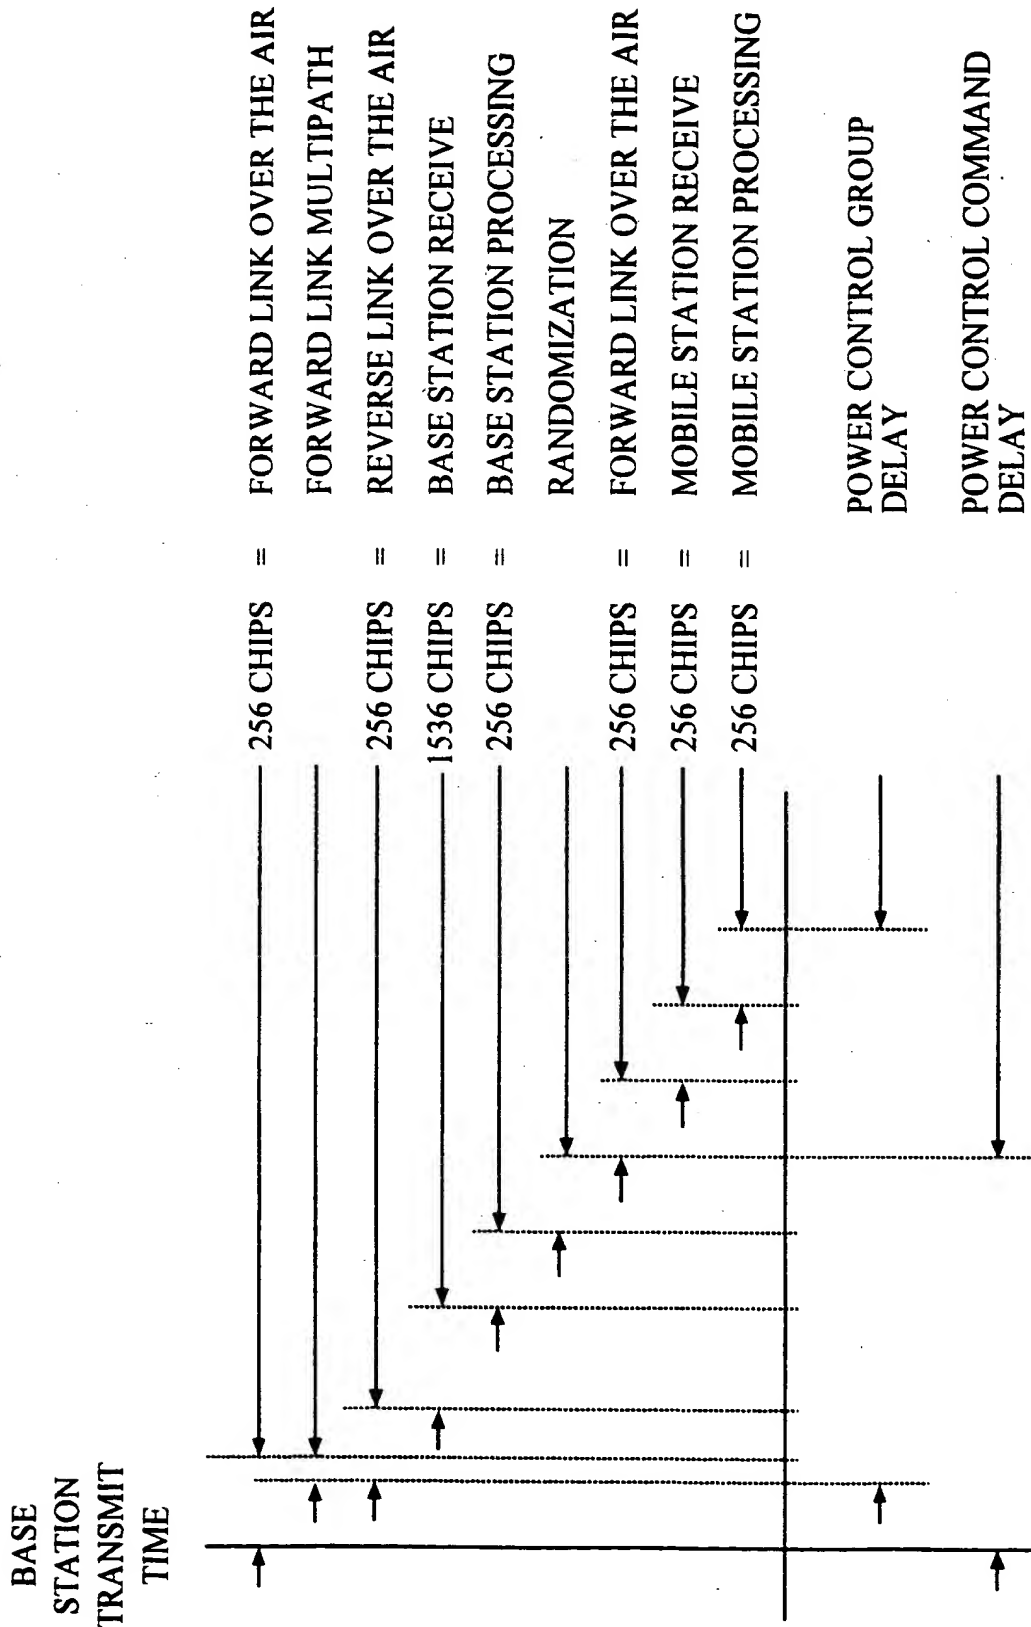 BASE
STATION
TRANSMIT
TIME
256 CHIPS = FORWARD LINK OVER THE AIR
FORWARD LINK MULTIPATH
256 CHIPS = REVERSE LINK OVER THE AIR
1536 CHIPS = BASE STATION RECEIVE
256 CHIPS = BASE STATION PROCESSING
RANDOMIZATION
256 CHIPS = FORWARD LINK OVER THE AIR
256 CHIPS = MOBILE STATION RECEIVE
256 CHIPS = MOBILE STATION PROCESSING
POWER CONTROL GROUP
DELAY
POWER CONTROL COMMAND
DELAY